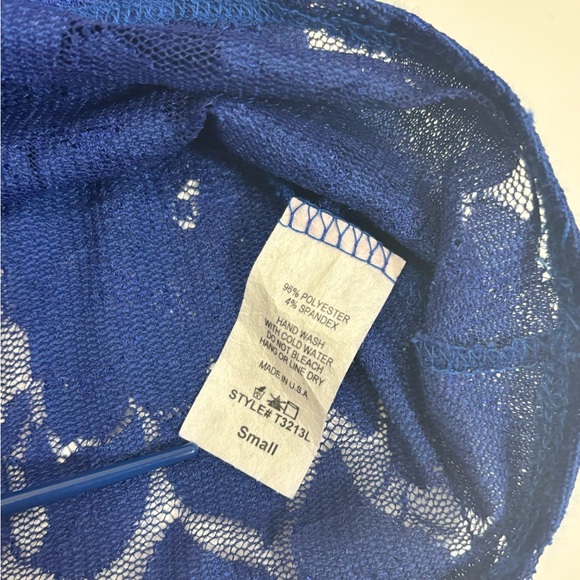 96% POLYESTER
4% SPANDEX
HAND WASH
WITH COLD WATER
DO NOT BLEACH
HANG OR LINE DRY
MADE IN U.S.A
STYLE# T3213L
Small